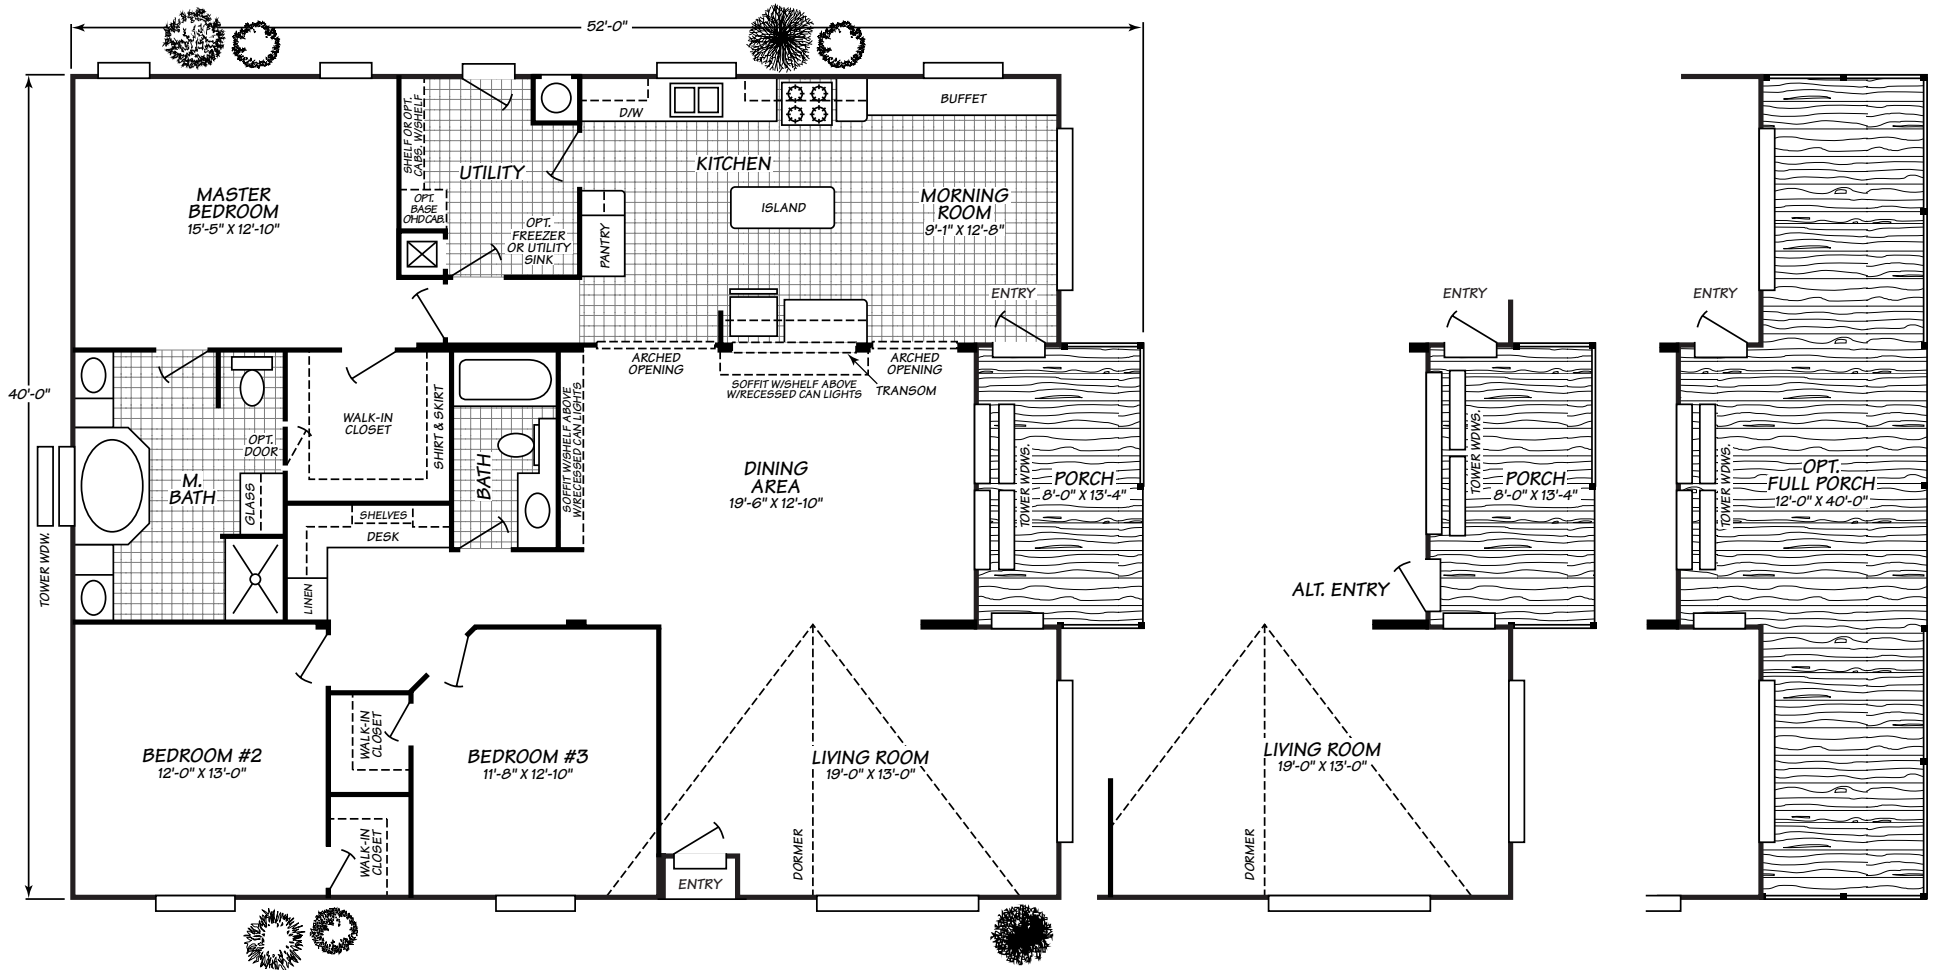 52'-0"
40'-0"
MASTER
BEDROOM
15'-5" X 12'-10"
SHELF OR OPT.
CABS. W/SHELF
OPT.
BASE
O'HD CAB.
UTILITY
OPT.
FREEZER
OR UTILITY
SINK
D/W
BUFFET
KITCHEN
ISLAND
PANTRY
MORNING
ROOM
9'-1" X 12'-8"
ENTRY
ARCHED
OPENING
SOFFIT W/SHELF ABOVE
W/RECESSED CAN LIGHTS
TRANSOM
ARCHED
OPENING
TOWER WDW.
M.
BATH
OPT.
DOOR
GLASS
WALK-IN
CLOSET
SHIRT & SKIRT
SHELVES
DESK
LINEN
BATH
SOFFIT W/SHELF ABOVE
W/RECESSED CAN LIGHTS
DINING
AREA
19'-6" X 12'-10"
TOWER WDWS.
PORCH
8'-0" X 13'-4"
BEDROOM #2
12'-0" X 13'-0"
WALK-IN
CLOSET
WALK-IN
CLOSET
BEDROOM #3
11'-8" X 12'-10"
ENTRY
DORMER
LIVING ROOM
19'-0" X 13'-0"
ENTRY
TOWER WDWS.
PORCH
8'-0" X 13'-4"
ALT. ENTRY
LIVING ROOM
19'-0" X 13'-0"
DORMER
ENTRY
TOWER WDWS.
OPT.
FULL PORCH
12'-0" X 40'-0"